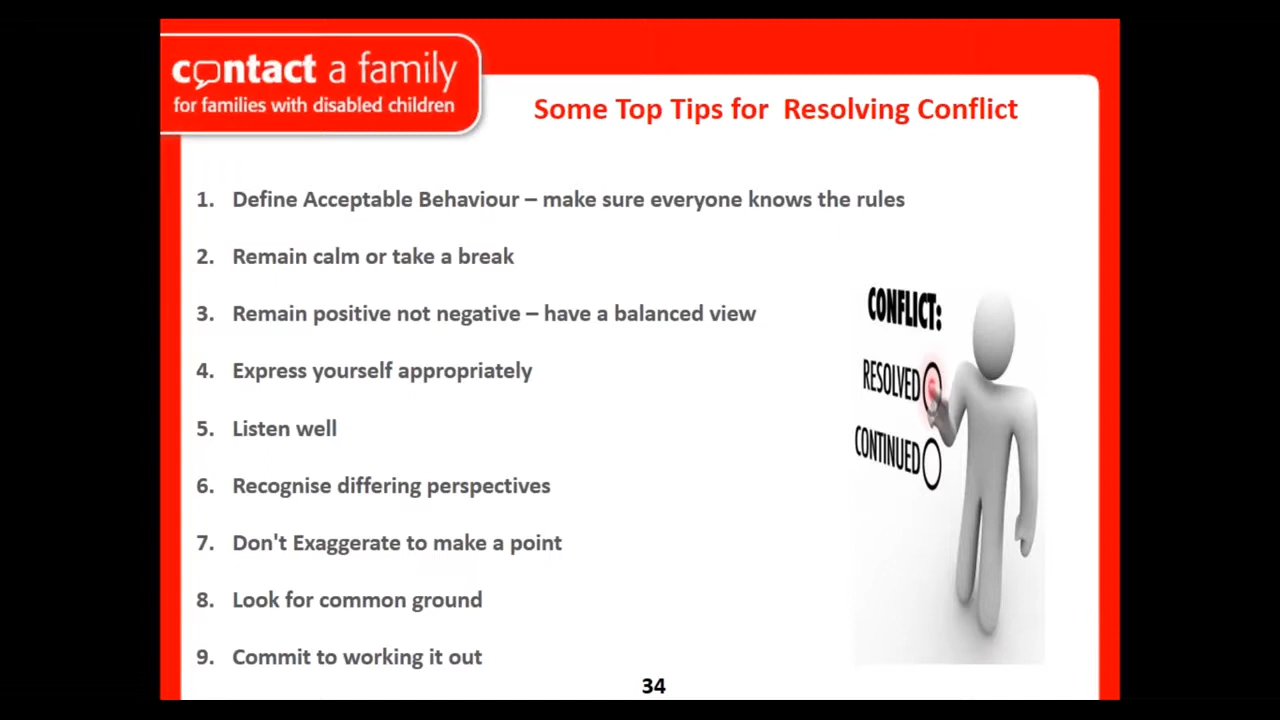 contact a family
for families with disabled children
Some Top Tips for Resolving Conflict
1. Define Acceptable Behaviour – make sure everyone knows the rules
2. Remain calm or take a break
3. Remain positive not negative – have a balanced view
4. Express yourself appropriately
5. Listen well
6. Recognise differing perspectives
7. Don't Exaggerate to make a point
8. Look for common ground
9. Commit to working it out
CONFLICT:
RESOLVED
CONTINUED
34